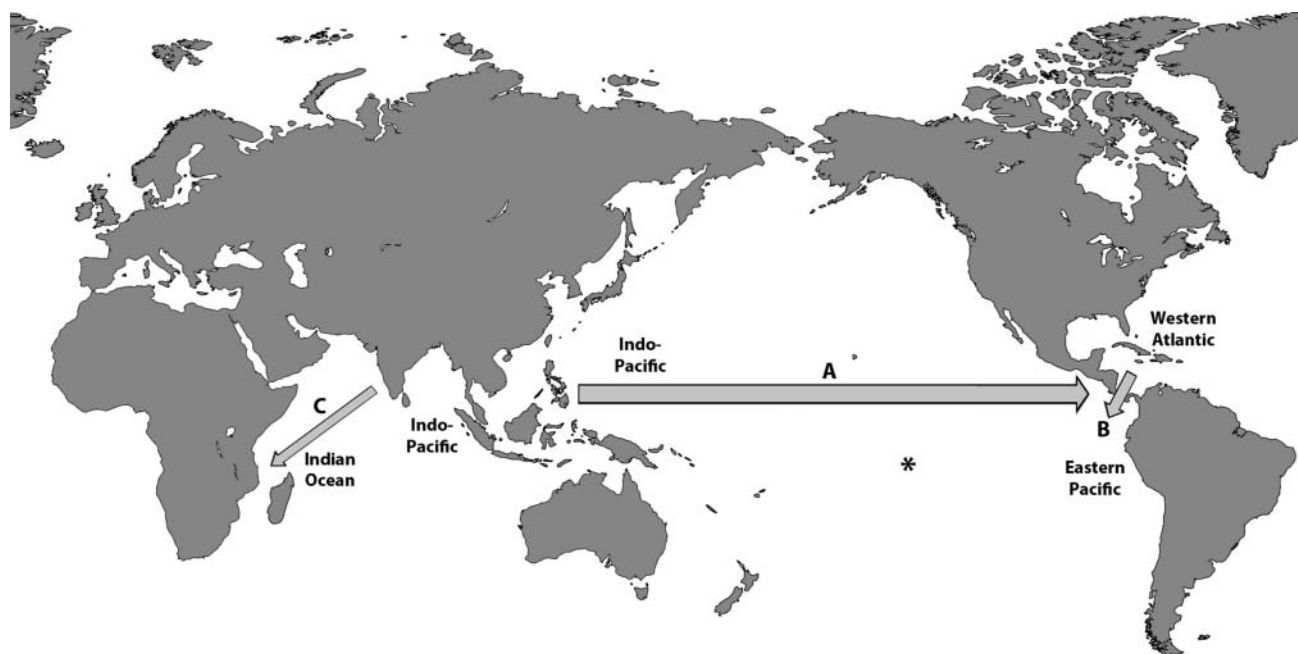 Western
Atlantic
Indo-
Pacific
A
C
B
Indo-
Pacific
Indian
Ocean
*
Eastern
Pacific